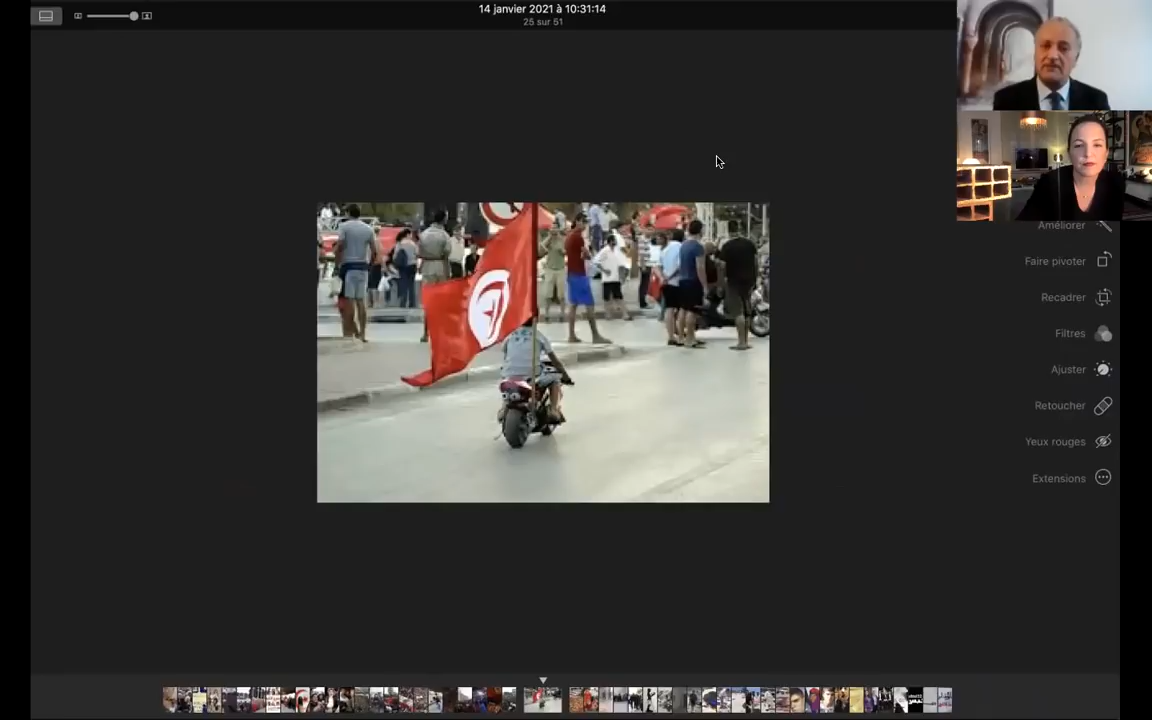 14 janvier 2021 à 10:31:14
25 sur 51
Améliorer
Faire pivoter
Recadrer
Filtres
Ajuster
Retoucher
Yeux rouges
Extensions